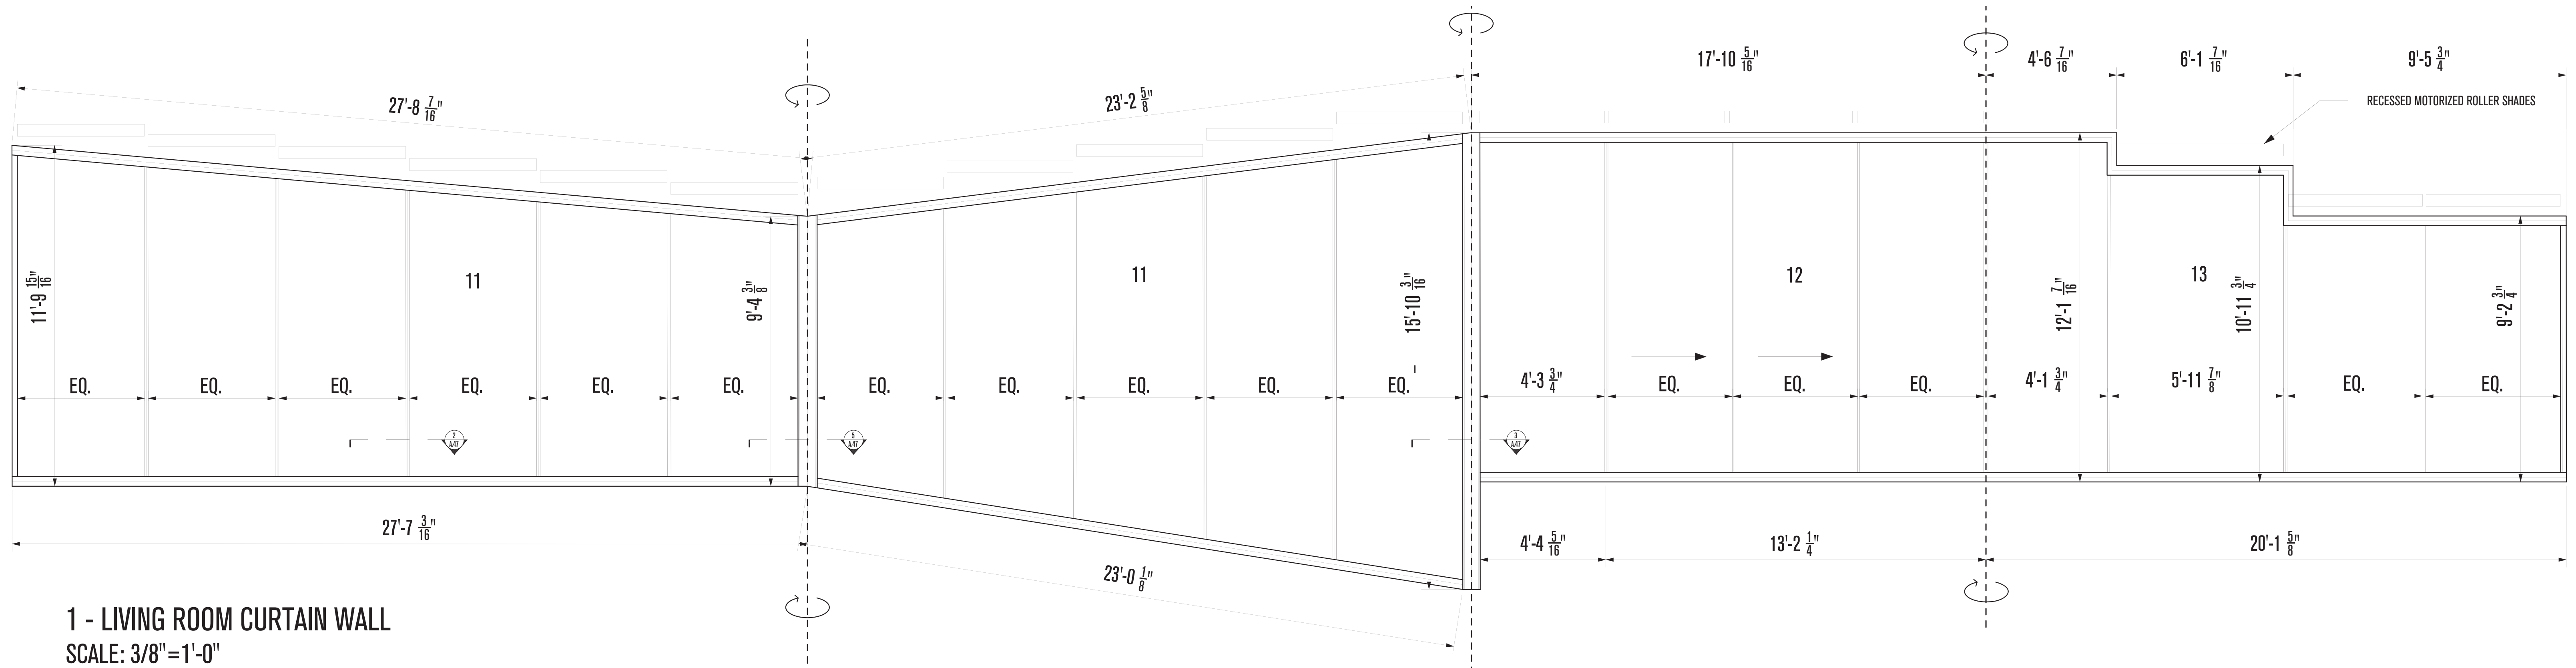 17'-10 5/16"
4'-6 7/16"
6'-1 7/16"
9'-5 3/4"
27'-8 7/16"
23'-2 5/8"
RECESSED MOTORIZED ROLLER SHADES
11'-9 15/16"
11
9'-4 3/8"
11
15'-10 3/16"
12
12'-1 7/16"
13
10'-11 3/4"
9'-2 3/4"
EQ.
EQ.
EQ.
EQ.
EQ.
EQ.
EQ.
EQ.
EQ.
EQ.
EQ.
4'-3 3/4"
EQ.
EQ.
EQ.
4'-1 3/4"
5'-11 7/8"
EQ.
EQ.
2
A.47
5
A.47
3
A.47
27'-7 3/16"
23'-0 1/8"
4'-4 5/16"
13'-2 1/4"
20'-1 5/8"
1 - LIVING ROOM CURTAIN WALL
SCALE: 3/8"=1'-0"